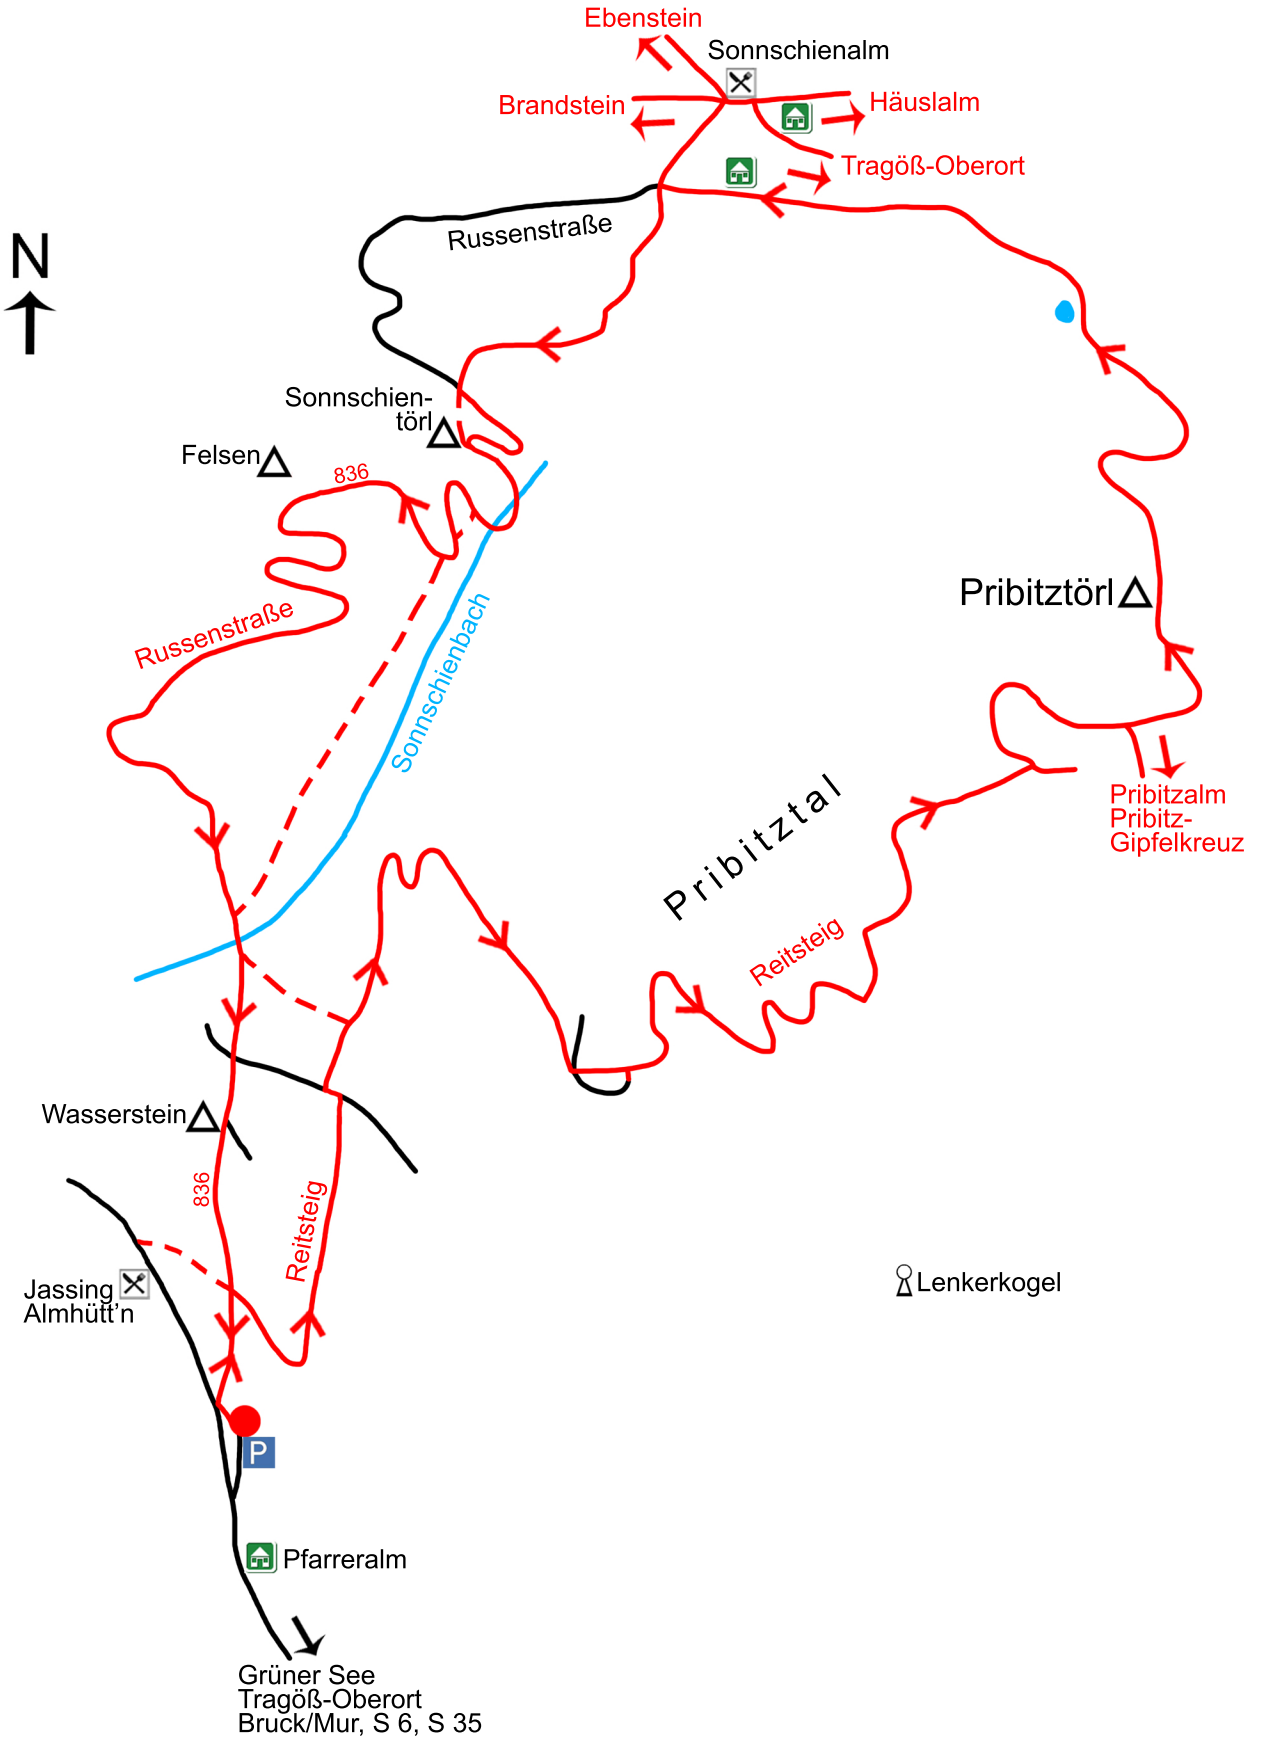 Ebenstein
Sonnschienalm
Brandstein
Häuslalm
Tragöß-Oberort
Russenstraße
N
Sonnschien-
törl
Felsen
836
Pribitztörl
Russenstraße
Sonnschienbach
Pribitztal
Pribitzalm
Pribitz-
Gipfelkreuz
Reitsteig
Wasserstein
836
Reitsteig
Jassing
Almhütt'n
Lenkerkogel
P
Pfarreralm
Grüner See
Tragöß-Oberort
Bruck/Mur, S 6, S 35